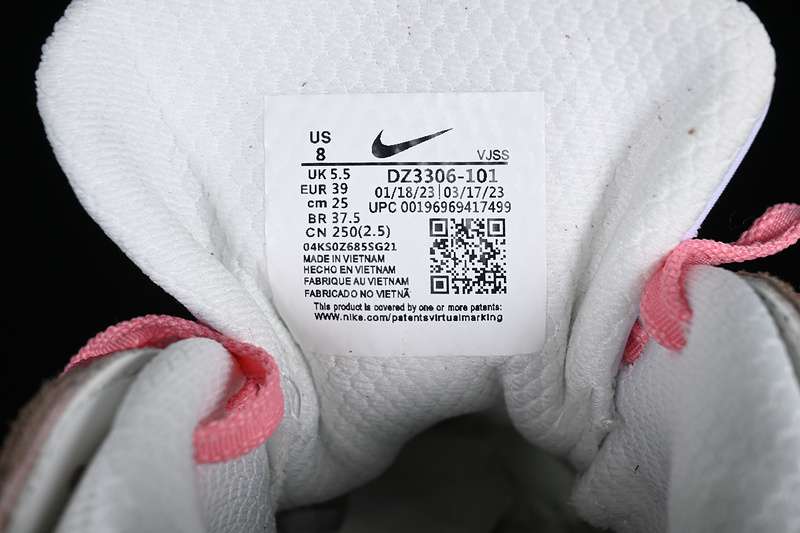 US
8
VJSS
UK 5.5
EUR 39
cm 25
BR 37.5
CN 250(2.5)
DZ3306-101
01/18/23|03/17/23
UPC 00196969417499
04KS0Z685SG21
MADE IN VIETNAM
HECHO EN VIETNAM
FABRIQUE AU VIETNAM
FABRICADO NO VIETNÃ
This product is covered by one or more patents:
www.nike.com/patentsvirtualmarking